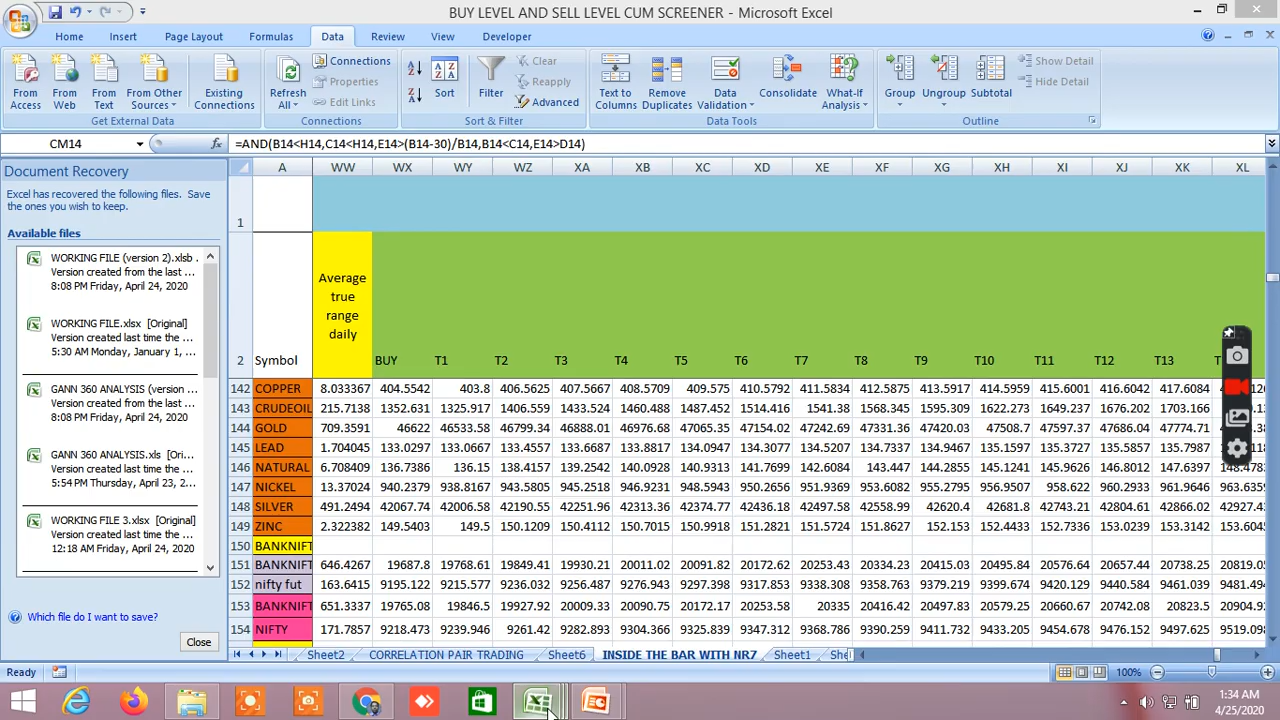 BUY LEVEL AND SELL LEVEL CUM SCREENER - Microsoft Excel
Home Insert Page Layout Formulas Data Review View Developer
From Access
From Web
From Text
From Other Sources
Existing Connections
Get External Data
Refresh All
Connections
Properties
Edit Links
Connections
Sort
Filter
Clear
Reapply
Advanced
Sort & Filter
Text to Columns
Remove Duplicates
Data Validation
Consolidate
What-If Analysis
Data Tools
Group
Ungroup
Subtotal
Show Detail
Hide Detail
Outline
CM14 fx =AND(B14<H14,C14<H14,E14>(B14-30)/B14,B14<C14,E14>D14)
Document Recovery
Excel has recovered the following files. Save
the ones you wish to keep.
Available files
WORKING FILE (version 2).xlsb
Version created from the last ...
8:08 PM Friday, April 24, 2020
WORKING FILE.xlsx [Original]
Version created last time the ...
5:30 AM Monday, January 1, ...
GANN 360 ANALYSIS (version ...
Version created from the last ...
8:08 PM Friday, April 24, 2020
GANN 360 ANALYSIS.xls [Ori...
Version created last time the ...
5:54 PM Thursday, April 23, 2...
WORKING FILE 3.xlsx [Original]
Version created last time the ...
12:18 AM Friday, April 24, 2020
Which file do I want to save?
Close
A WW WX WY WZ XA XB XC XD XE XF XG XH XI XJ XK XL
1
2 Symbol Average true range daily BUY T1 T2 T3 T4 T5 T6 T7 T8 T9 T10 T11 T12 T13
142 COPPER 8.033367 404.5542 403.8 406.5625 407.5667 408.5709 409.575 410.5792 411.5834 412.5875 413.5917 414.5959 415.6001 416.6042 417.6084
143 CRUDEOIL 215.7138 1352.631 1325.917 1406.559 1433.524 1460.488 1487.452 1514.416 1541.38 1568.345 1595.309 1622.273 1649.237 1676.202 1703.166
144 GOLD 709.3591 46622 46533.58 46799.34 46888.01 46976.68 47065.35 47154.02 47242.69 47331.36 47420.03 47508.7 47597.37 47686.04 47774.71
145 LEAD 1.704045 133.0297 133.0667 133.4558 133.6687 133.8817 134.0947 134.3077 134.5207 134.7337 134.9467 135.1597 135.3727 135.5857 135.7987
146 NATURAL 6.708409 136.7386 136.15 138.4157 139.2542 140.0928 140.9313 141.7699 142.6084 143.447 144.2855 145.1241 145.9626 146.8012 147.6397 148.4782
147 NICKEL 13.37024 940.2379 938.8167 943.5805 945.2518 946.9231 948.5943 950.2656 951.9369 953.6082 955.2795 956.9507 958.622 960.2933 961.9646 963.6359
148 SILVER 491.2494 42067.74 42006.58 42190.55 42251.96 42313.36 42374.77 42436.18 42497.58 42558.99 42620.4 42681.8 42743.21 42804.61 42866.02 42927.4
149 ZINC 2.322382 149.5403 149.5 150.1209 150.4112 150.7015 150.9918 151.2821 151.5724 151.8627 152.153 152.4433 152.7336 153.0239 153.3142 153.6045
150 BANKNIFT
151 BANKNIFT 646.4267 19687.8 19768.61 19849.41 19930.21 20011.02 20091.82 20172.62 20253.43 20334.23 20415.03 20495.84 20576.64 20657.44 20738.25 20819.05
152 nifty fut 163.6415 9195.122 9215.577 9236.032 9256.487 9276.943 9297.398 9317.853 9338.308 9358.763 9379.219 9399.674 9420.129 9440.584 9461.039 9481.494
153 BANKNIFT 651.3337 19765.08 19846.5 19927.92 20009.33 20090.75 20172.17 20253.58 20335 20416.42 20497.83 20579.25 20660.67 20742.08 20823.5 20904.9
154 NIFTY 171.7857 9218.473 9239.946 9261.42 9282.893 9304.366 9325.839 9347.312 9368.786 9390.259 9411.732 9433.205 9454.678 9476.152 9497.625 9519.098
Sheet2 CORRELATION PAIR TRADING Sheet6 INSIDE THE BAR WITH NR7 Sheet1 She
Ready 100%
1:34 AM
4/25/2020